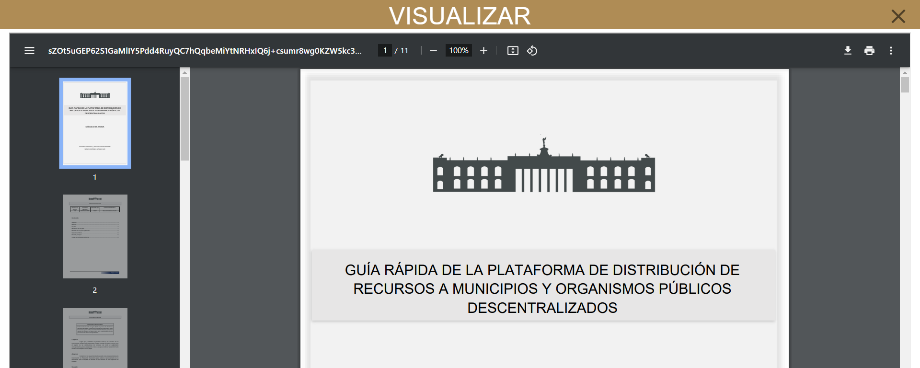 VISUALIZAR
sZOt5uGEP62S1GaMlIY5Pdd4RuyQC7hQqbeMiYtNRHxIQ6j+csumr8wg0KZW5kc3...
1 / 11
100%
1
2
GUÍA RÁPIDA DE LA PLATAFORMA DE DISTRIBUCIÓN DE
RECURSOS A MUNICIPIOS Y ORGANISMOS PÚBLICOS
DESCENTRALIZADOS